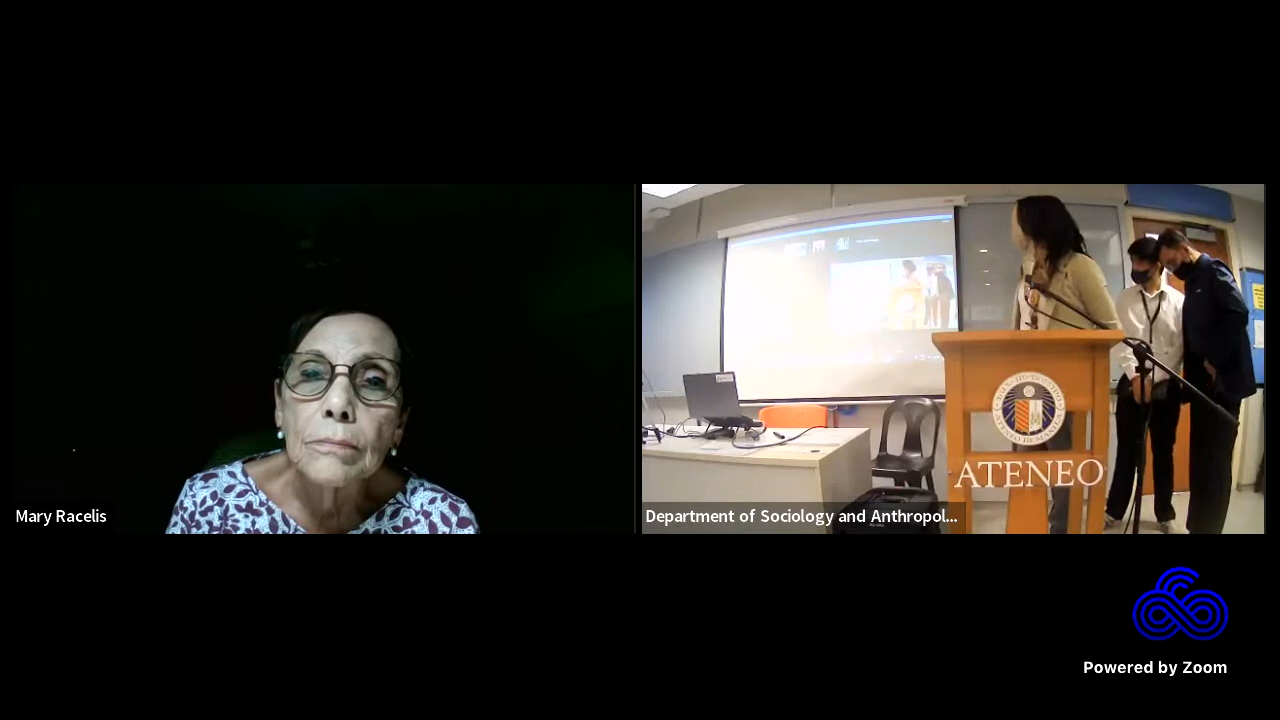 Mary Racelis
ATENEO
Department of Sociology and Anthropol...
Powered by Zoom